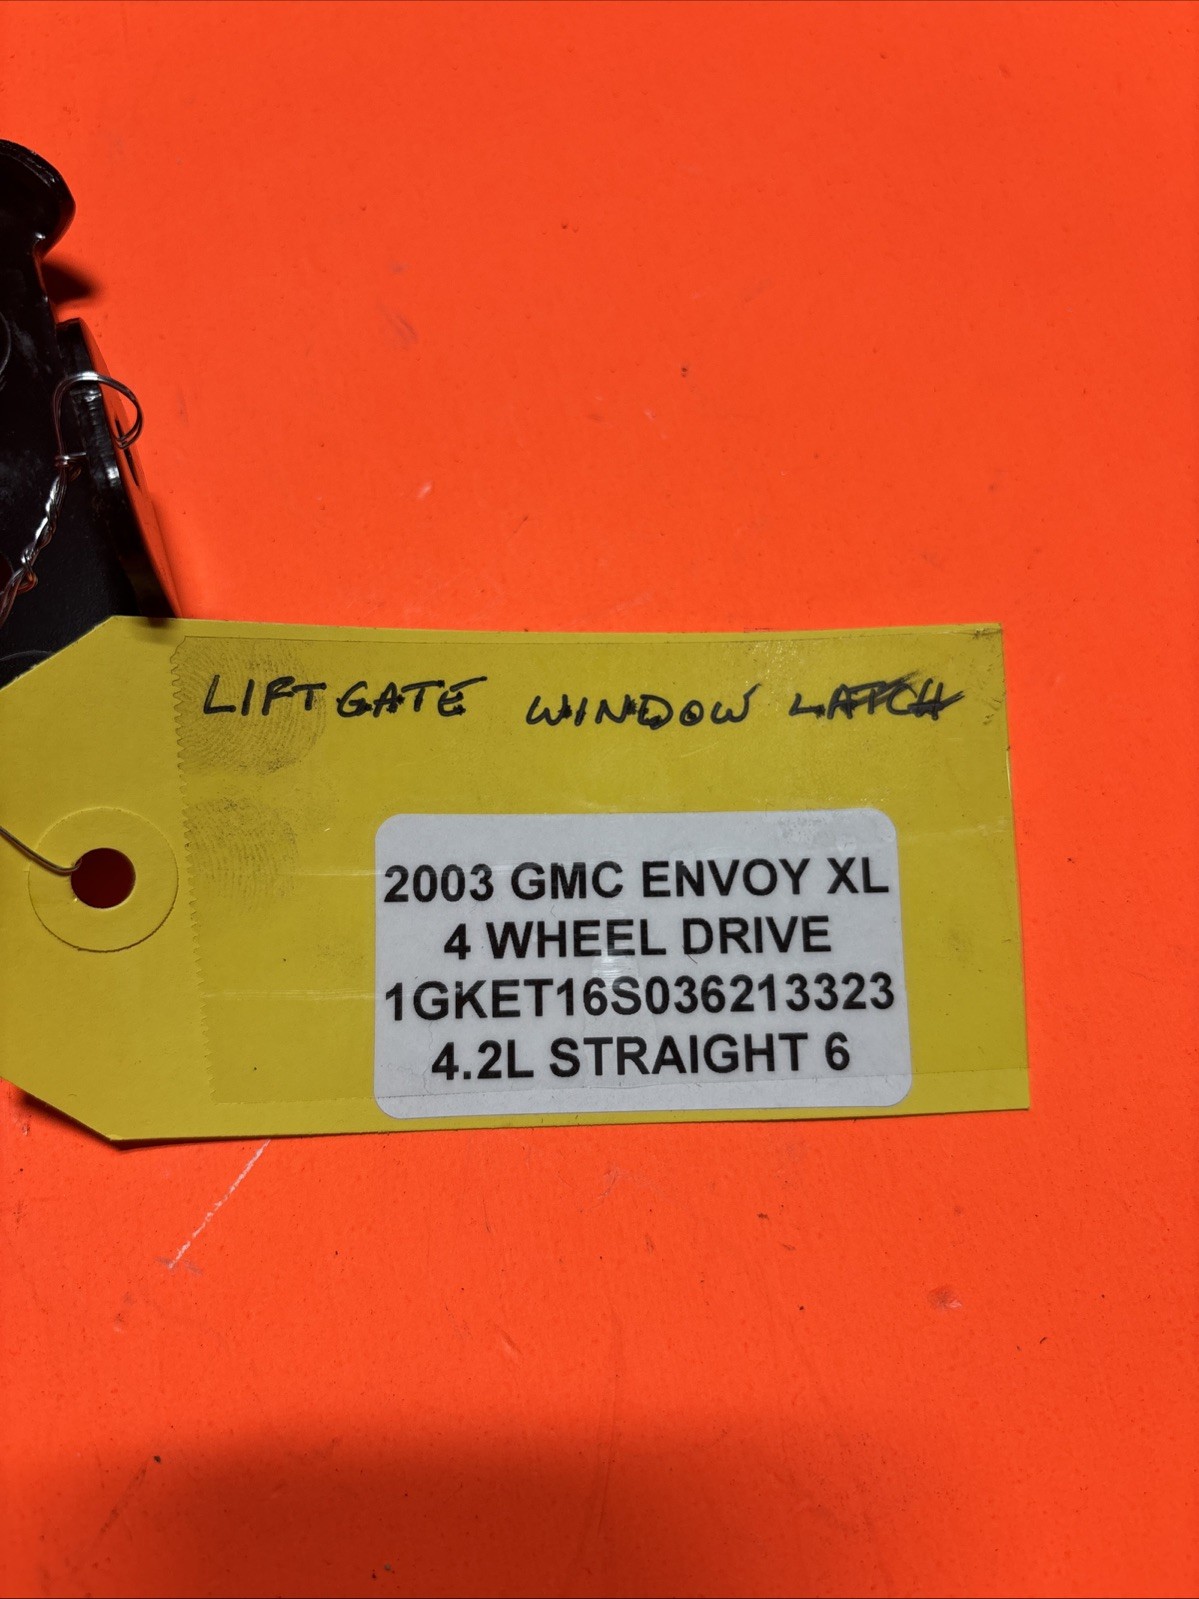 LIFTGATE WINDOW LATCH
2003 GMC ENVOY XL
4 WHEEL DRIVE
1GKET16S036213323
4.2L STRAIGHT 6